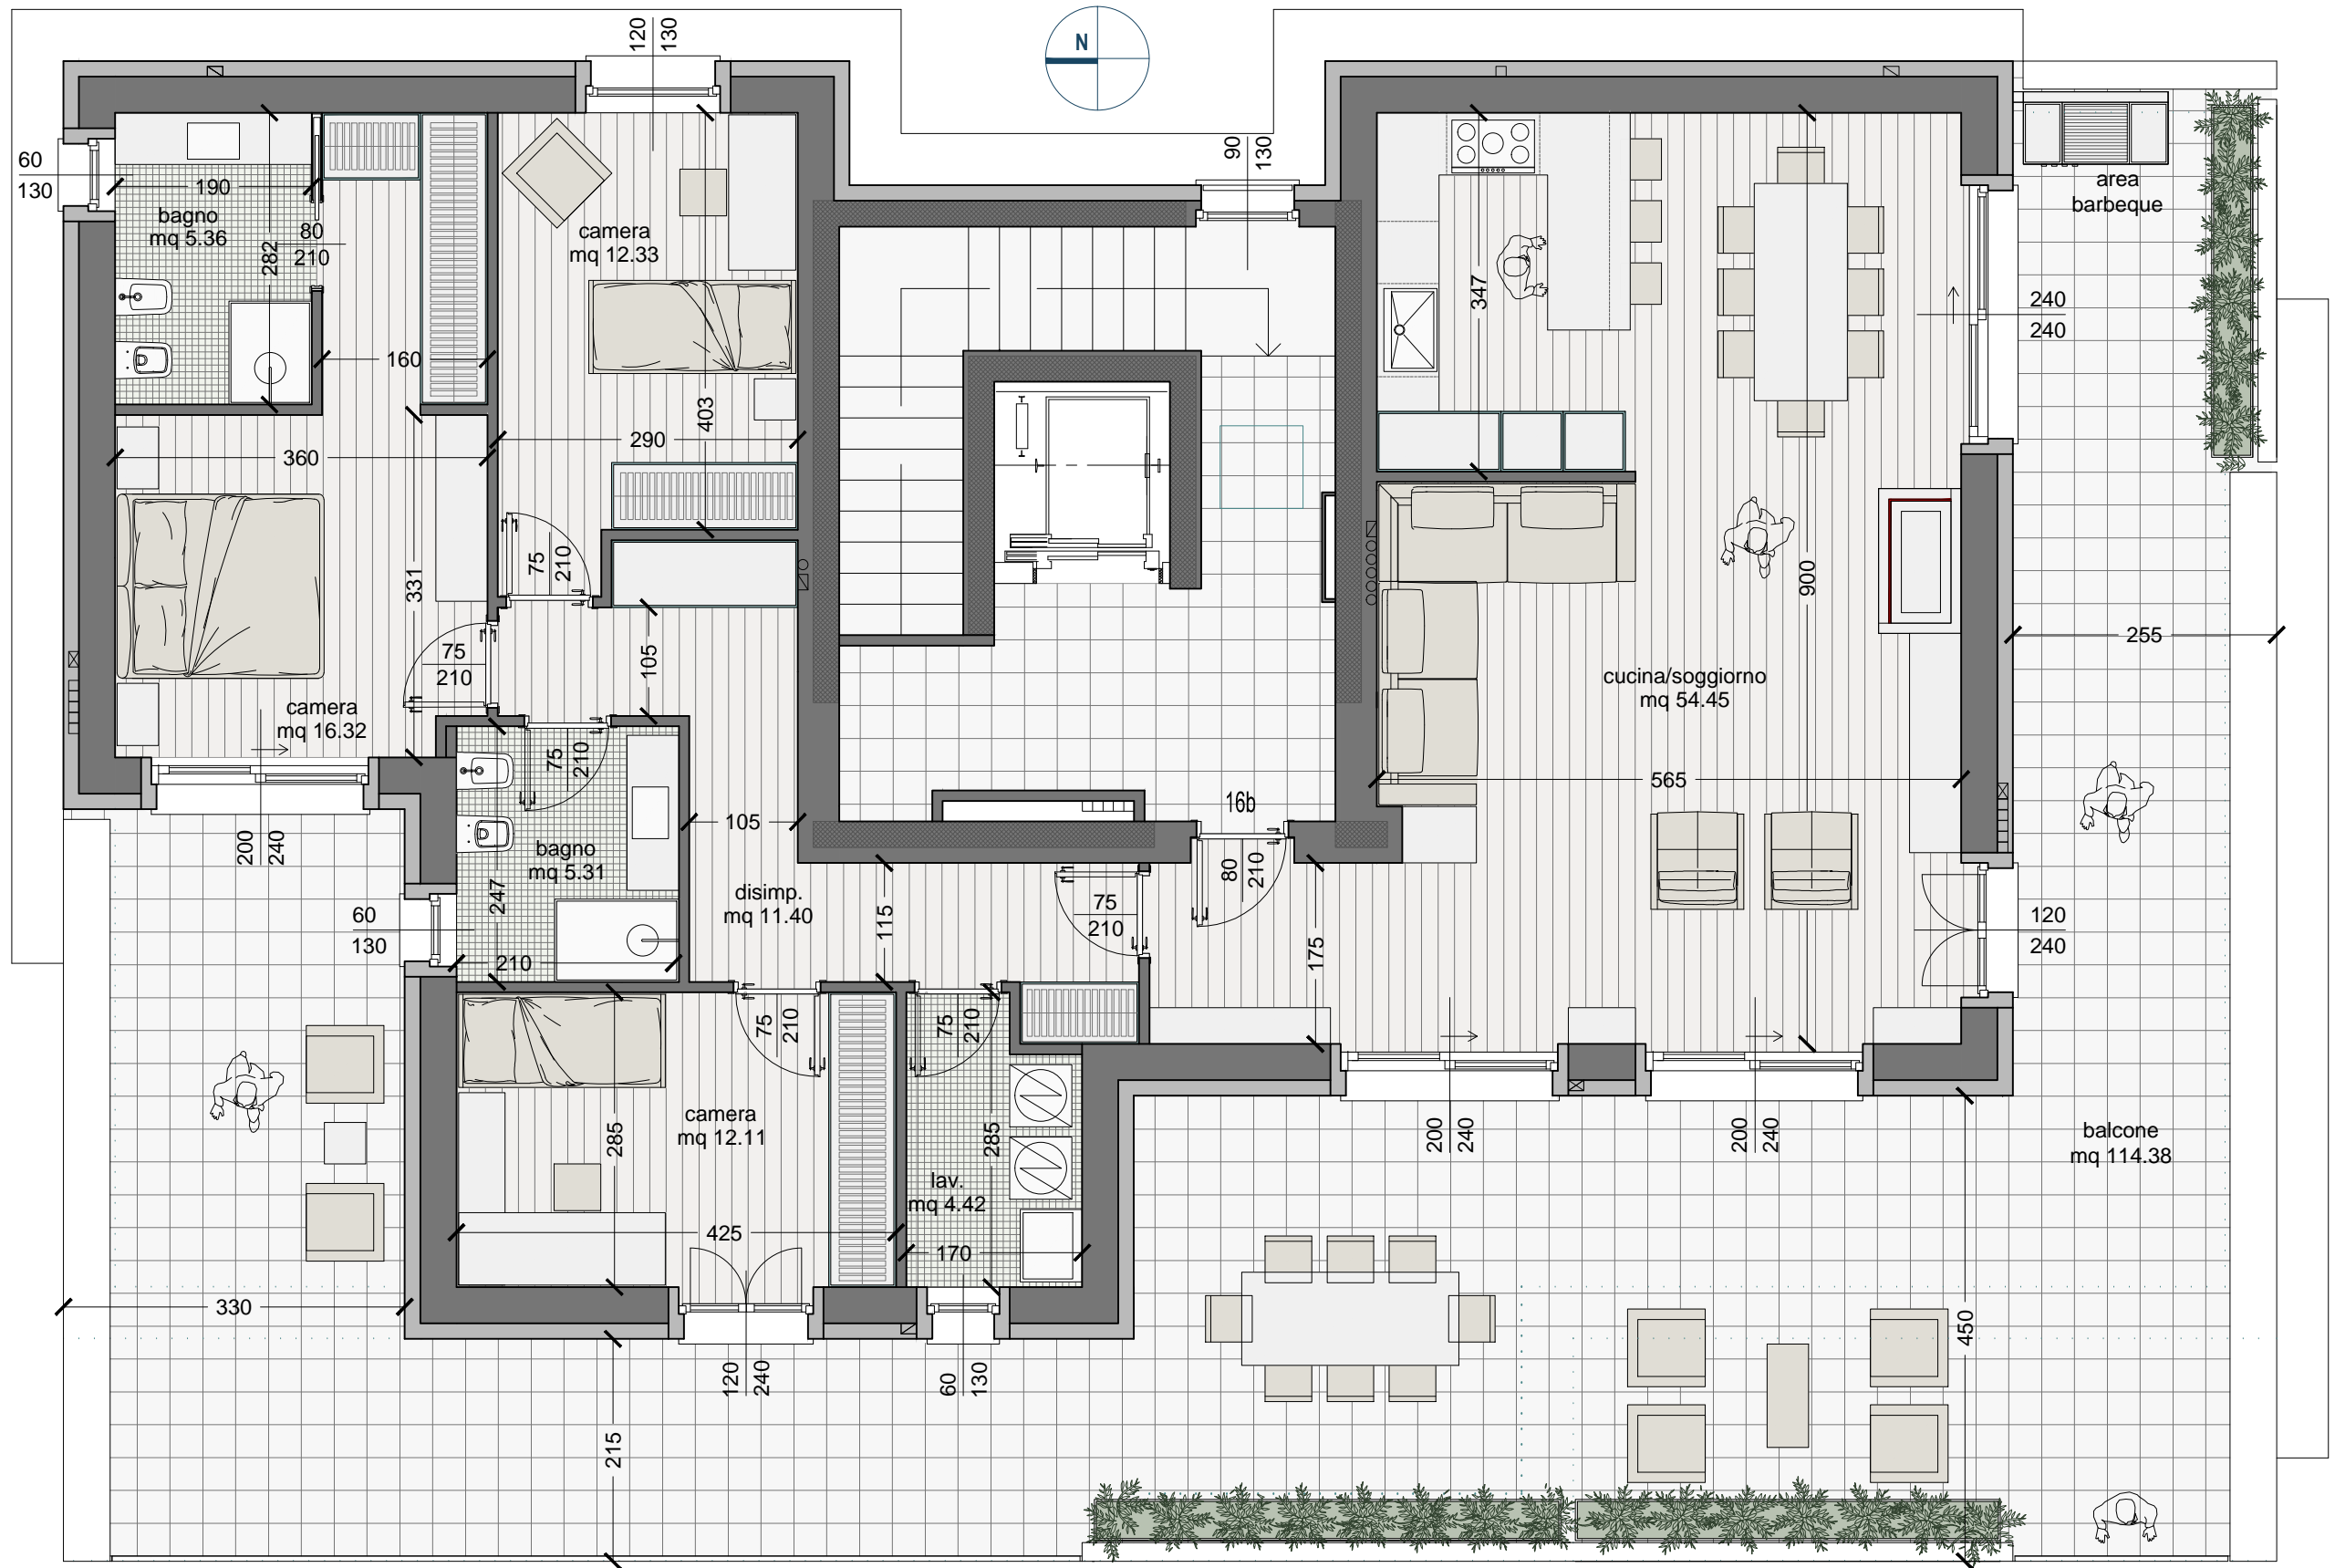 120
130
N
60
130
190
bagno
mq 5.36
80
210
282
camera
mq 12.33
90
130
area
barbeque
347
240
240
160
403
290
360
331
75
210
75
210
105
900
255
cucina/soggiorno
mq 54.45
camera
mq 16.32
75
210
565
16b
200
240
105
bagno
mq 5.31
247
disimp.
mq 11.40
115
75
210
80
210
175
60
130
210
120
240
75
210
75
210
camera
mq 12.11
285
285
lav.
mq 4.42
200
240
200
240
balcone
mq 114.38
425
170
330
450
120
240
60
130
215